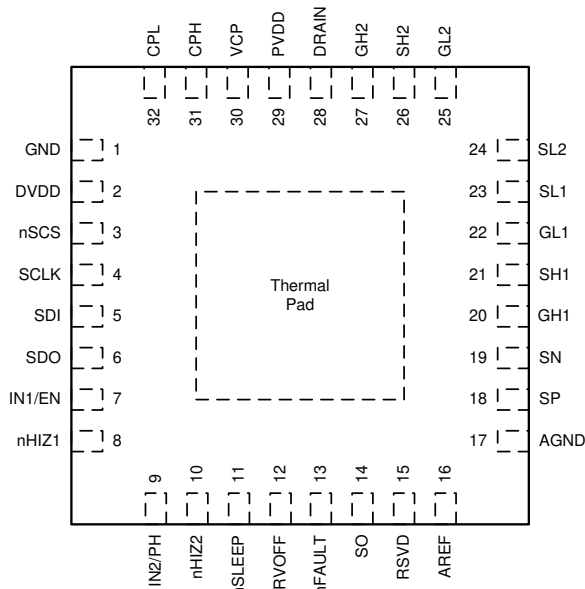 CPL
CPH
VCP
PVDD
DRAIN
GH2
SH2
GL2
32
31
30
29
28
27
26
25
GND 1
24 SL2
DVDD 2
23 SL1
nSCS 3
22 GL1
SCLK 4
21 SH1
Thermal
Pad
SDI 5
20 GH1
SDO 6
19 SN
IN1/EN 7
18 SP
nHIZ1 8
17 AGND
9
10
11
12
13
14
15
16
IN2/PH
nHIZ2
nSLEEP
RVOFF
nFAULT
SO
RSVD
AREF